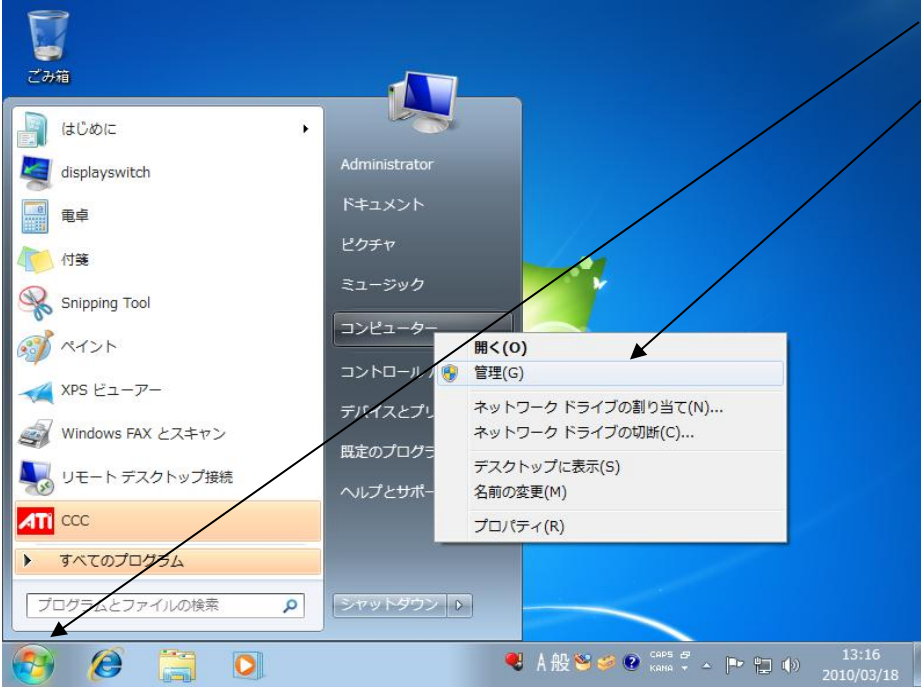 ごみ箱
はじめに
displayswitch
電卓
付箋
Snipping Tool
ペイント
XPS ビューアー
Windows FAX とスキャン
リモート デスクトップ接続
ATI CCC
すべてのプログラム
プログラムとファイルの検索
Administrator
ドキュメント
ピクチャ
ミュージック
コンピューター
コントロール
デバイスとプリ
既定のプログラ
ヘルプとサポー
シャットダウン
開く(O)
管理(G)
ネットワーク ドライブの割り当て(N)...
ネットワーク ドライブの切断(C)...
デスクトップに表示(S)
名前の変更(M)
プロパティ(R)
A 般
CAPS
KANA
13:16
2010/03/18